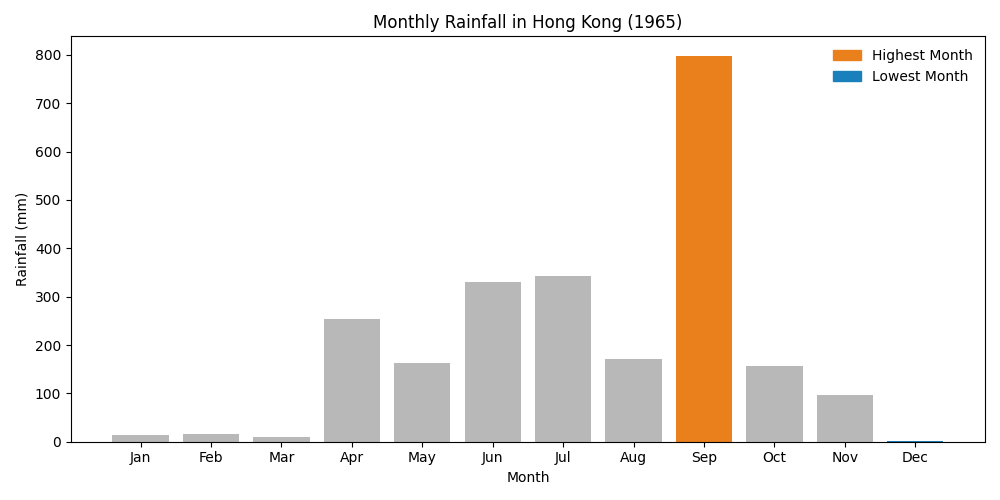 Monthly Rainfall in Hong Kong (1965)
Highest Month
Lowest Month
Rainfall (mm)
800
700
600
500
400
300
200
100
0
Jan Feb Mar Apr May Jun Jul Aug Sep Oct Nov Dec
Month